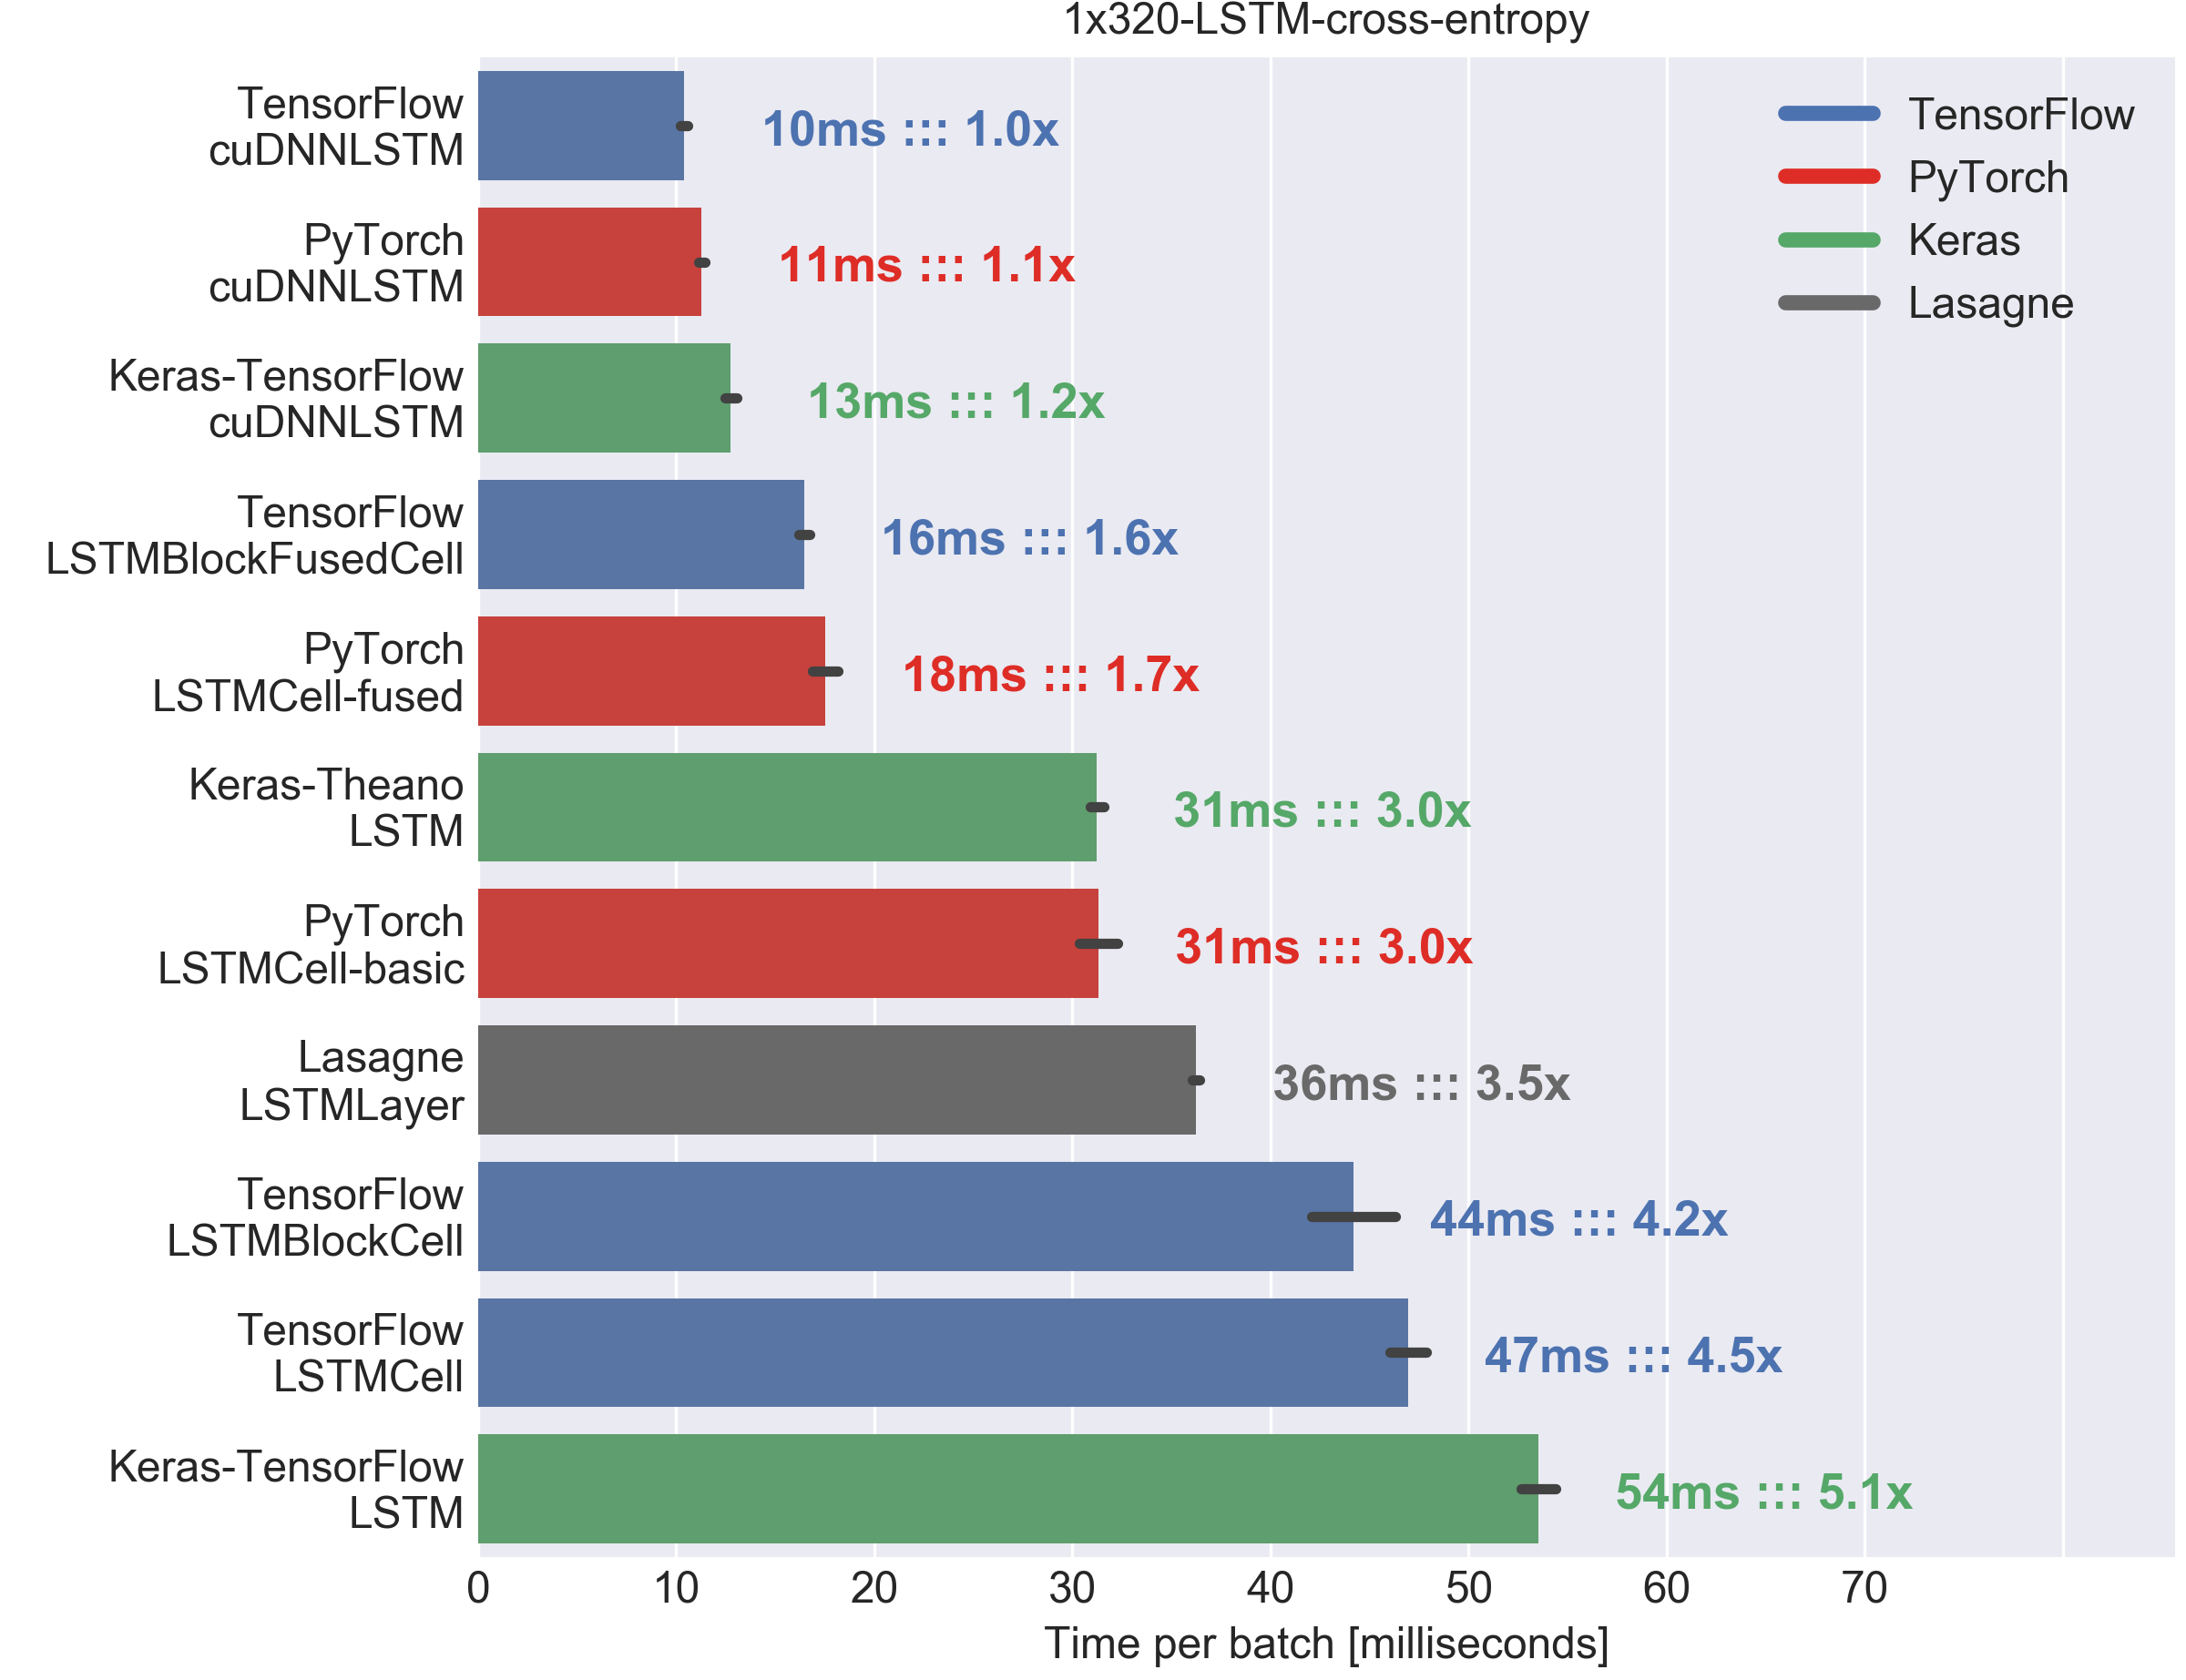 1x320-LSTM-cross-entropy
TensorFlow
cuDNNLSTM
10ms ::: 1.0x
PyTorch
cuDNNLSTM
11ms ::: 1.1x
Keras-TensorFlow
cuDNNLSTM
13ms ::: 1.2x
TensorFlow
LSTMBlockFusedCell
16ms ::: 1.6x
PyTorch
LSTMCell-fused
18ms ::: 1.7x
Keras-Theano
LSTM
31ms ::: 3.0x
PyTorch
LSTMCell-basic
31ms ::: 3.0x
Lasagne
LSTMLayer
36ms ::: 3.5x
TensorFlow
LSTMBlockCell
44ms ::: 4.2x
TensorFlow
LSTMCell
47ms ::: 4.5x
Keras-TensorFlow
LSTM
54ms ::: 5.1x
TensorFlow
PyTorch
Keras
Lasagne
0 10 20 30 40 50 60 70
Time per batch [milliseconds]